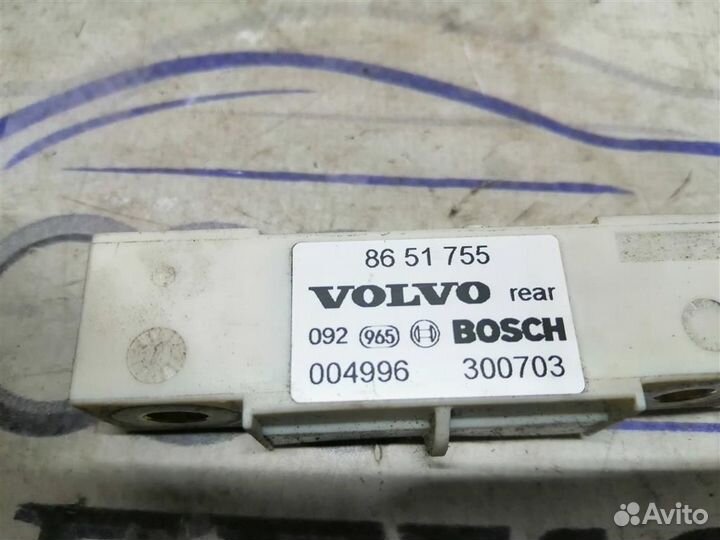 86 51 755
VOLVO rear
092 965 BOSCH
004996 300703
Avito